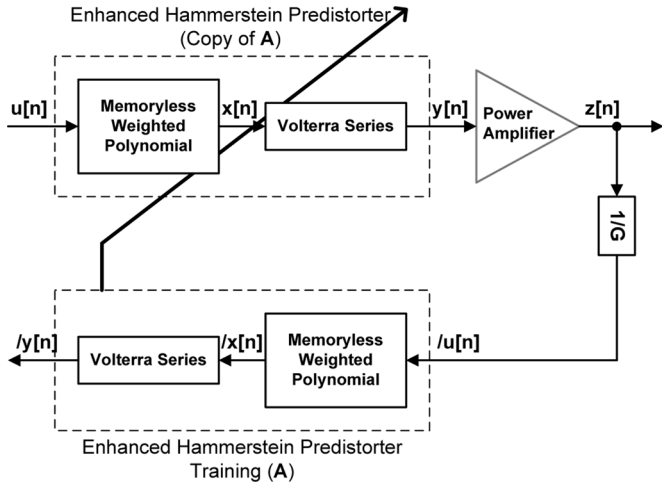 Enhanced Hammerstein Predistorter
(Copy of A)
u[n]
Memoryless
Weighted
Polynomial
x[n]
Volterra Series
y[n]
Power
Amplifier
z[n]
1/G
/y[n]
Volterra Series
/x[n]
Memoryless
Weighted
Polynomial
/u[n]
Enhanced Hammerstein Predistorter
Training (A)